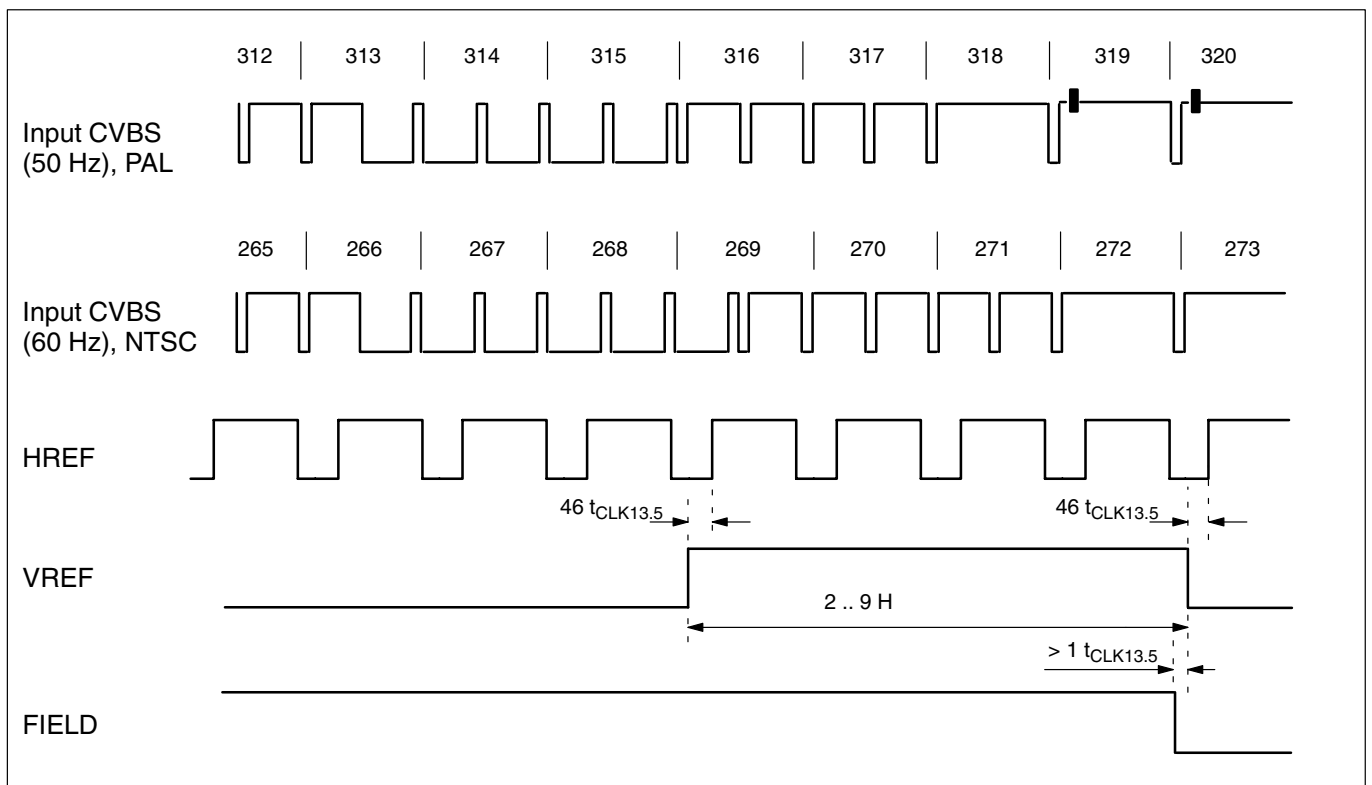 312 313 314 315 316 317 318 319 320
Input CVBS
(50 Hz), PAL
265 266 267 268 269 270 271 272 273
Input CVBS
(60 Hz), NTSC
HREF
46 tCLK13.5 46 tCLK13.5
VREF
2 .. 9 H
> 1 tCLK13.5
FIELD